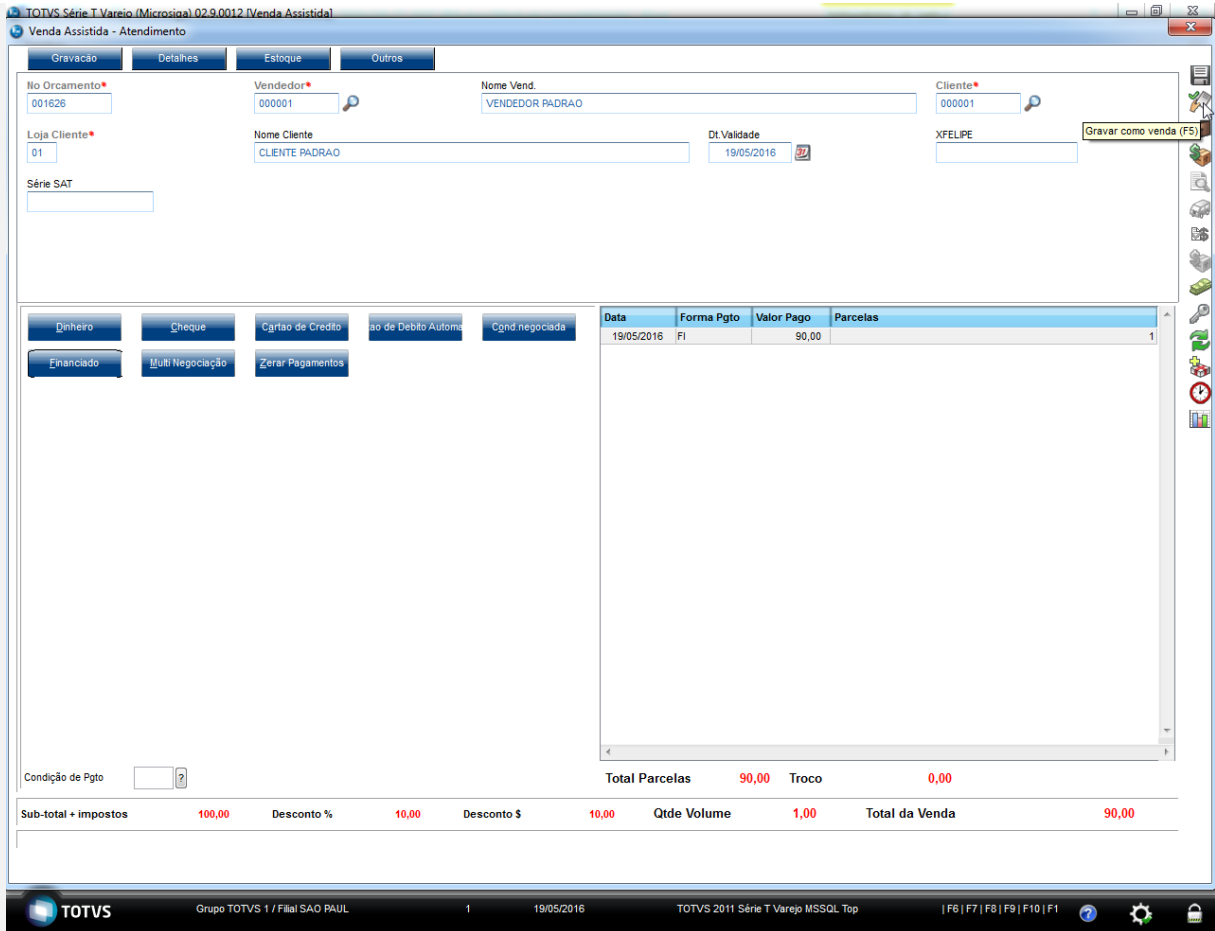 TOTVS Série T Varejo (Microsiga) 02.9.0012 [Venda Assistida]
Venda Assistida - Atendimento
Gravacão Detalhes Estoque Outros
No Orcamento* Vendedor* Nome Vend. Cliente*
001626 000001 VENDEDOR PADRAO 000001
Gravar como venda (F5)
Loja Cliente* Nome Cliente Dt.Validade XFELIPE
01 CLIENTE PADRAO 19/05/2016
Série SAT
Dinheiro Cheque Cartao de Credito ao de Debito Automa Cond.negociada
Financiado Multi Negociação Zerar Pagamentos
Data Forma Pgto Valor Pago Parcelas
19/05/2016 FI 90,00 1
Condição de Pgto ?
Total Parcelas 90,00 Troco 0,00
Sub-total + impostos 100,00 Desconto % 10,00 Desconto $ 10,00 Qtde Volume 1,00 Total da Venda 90,00
TOTVS Grupo TOTVS 1 / Filial SAO PAUL 1 19/05/2016 TOTVS 2011 Série T Varejo MSSQL Top | F6 | F7 | F8 | F9 | F10 | F1